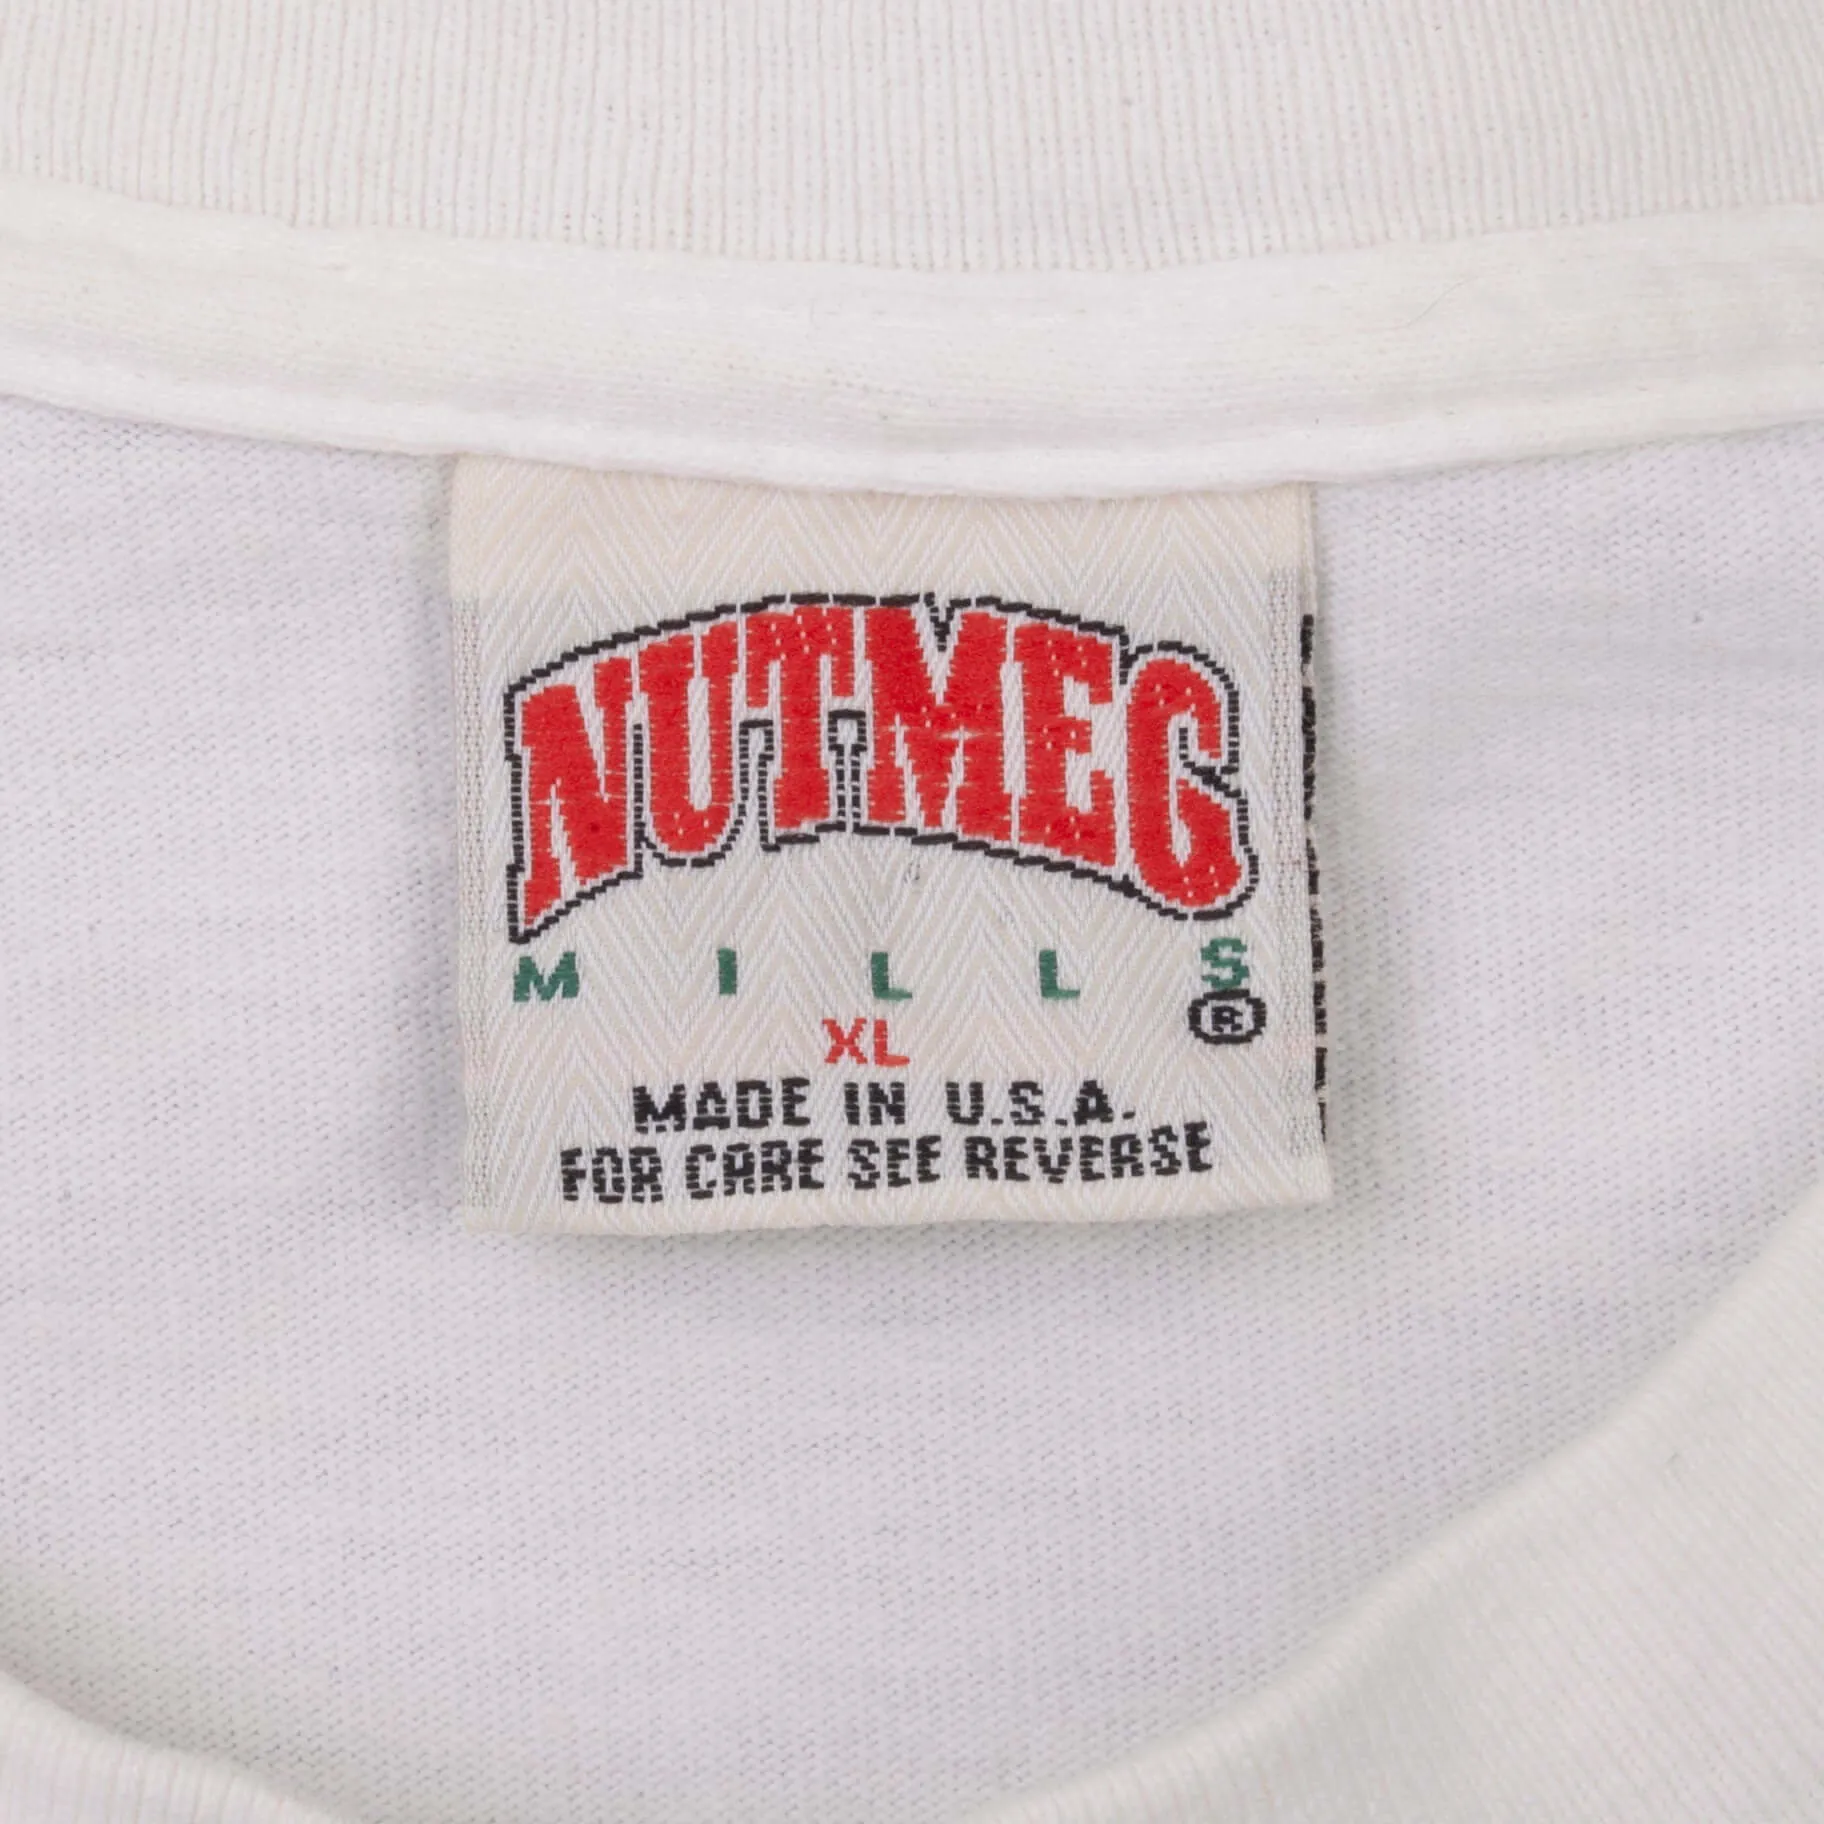 NUTMEG
MILLS
®
XL
MADE IN U.S.A.
FOR CARE SEE REVERSE